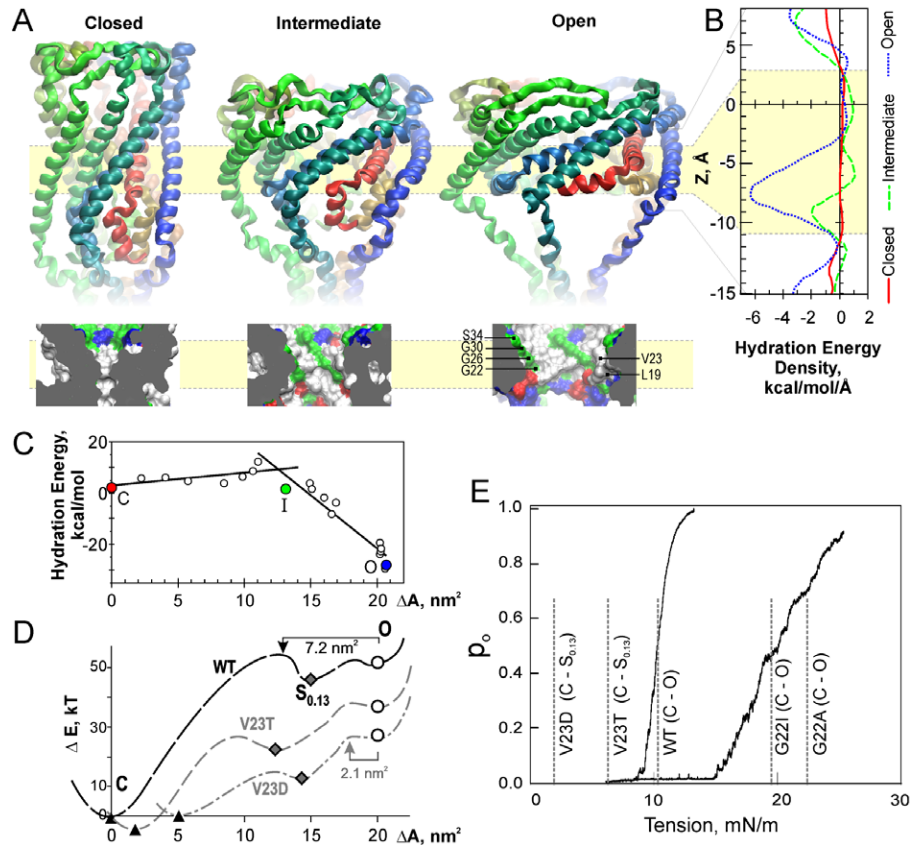 A
Closed
Intermediate
Open
B
5
0
-5
-10
-15
Z, Å
-6
-4
-2
0
2
Hydration Energy
Density,
kcal/mol/Å
Closed
Intermediate
Open
S34
G30
G26
G22
V23
L19
C
Hydration Energy,
kcal/mol
20
0
-20
C
I
O
0
5
10
15
20
ΔA, nm²
D
Δ E, kT
50
30
10
0
C
WT
7.2 nm²
O
S0.13
V23T
V23D
2.1 nm²
0
5
10
15
20
ΔA, nm²
E
po
1.0
0.8
0.6
0.4
0.2
0.0
V23D (C - S0.13)
V23T (C - S0.13)
WT (C - O)
G22I (C - O)
G22A (C - O)
0
10
20
30
Tension, mN/m